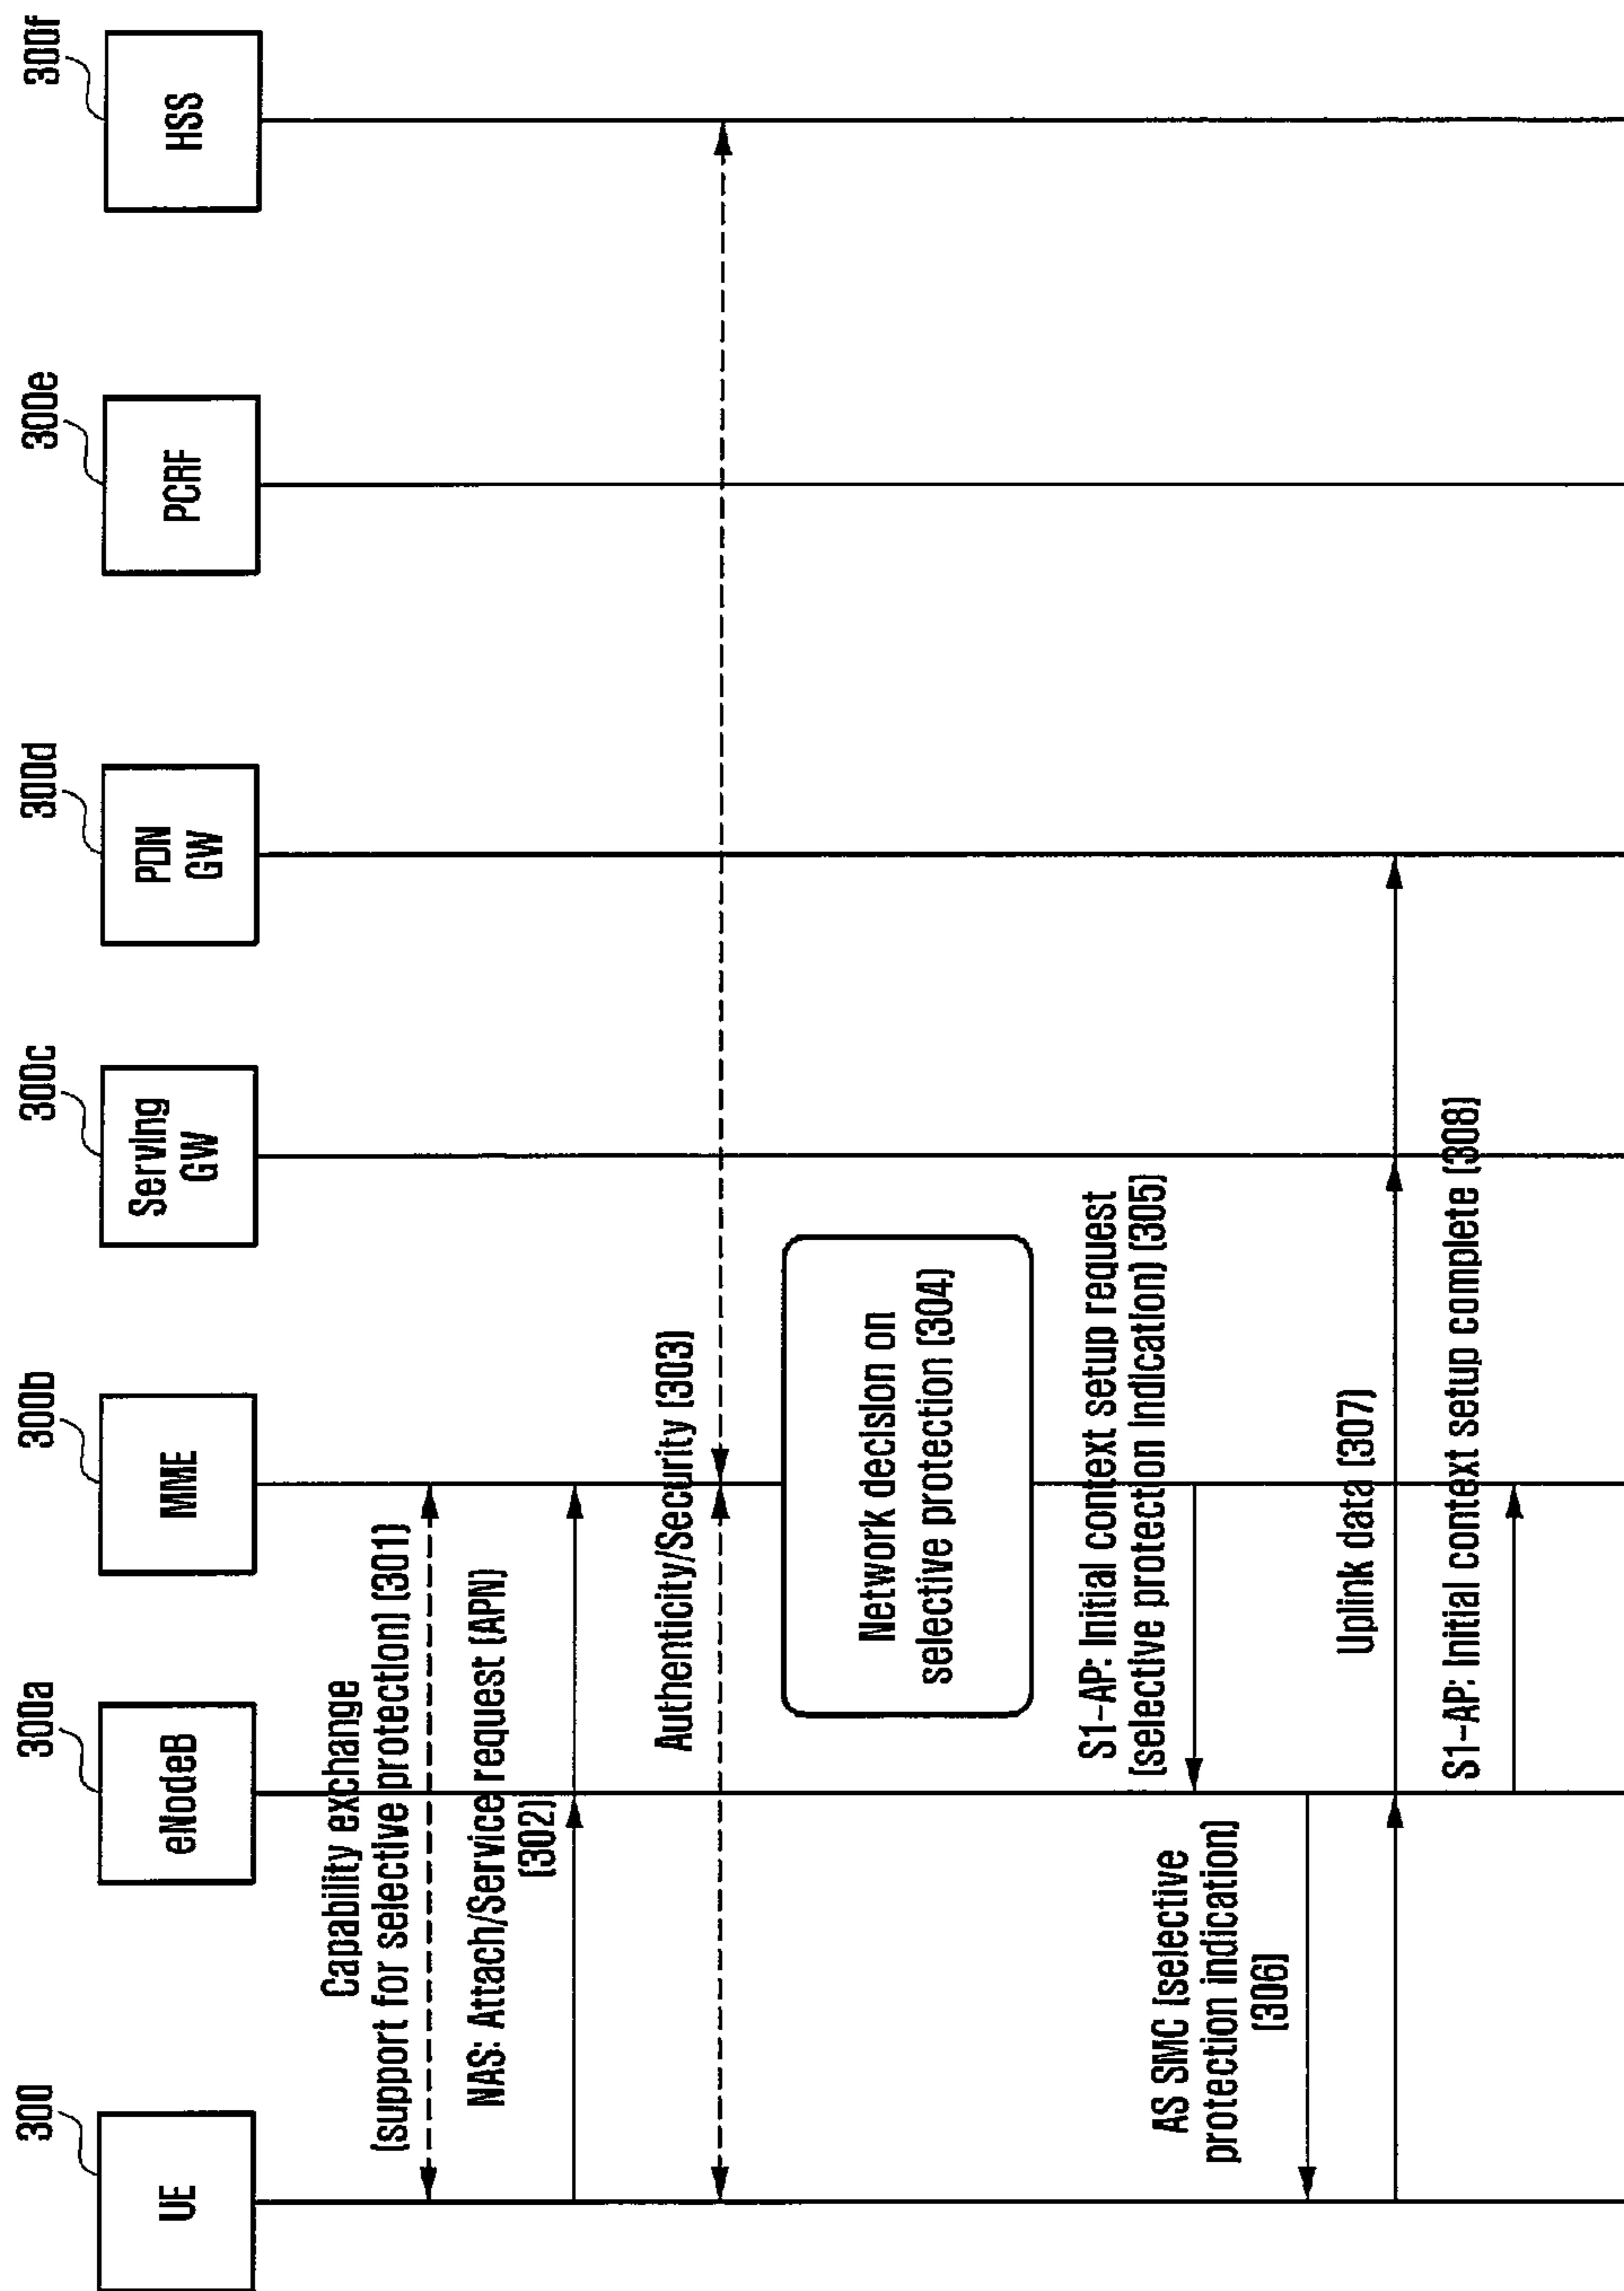 300
UE
300a
eNodeB
300b
MME
300c
Serving
GW
300d
PDN
GW
300e
PCRF
300f
HSS
Capability exchange
(support for selective protection) (301)
NAS: Attach/Service request (APN)
(302)
Authenticity/Security (303)
Network decision on
selective protection (304)
S1-AP: Initial context setup request
(selective protection indication) (305)
AS SMC (selective
protection indication)
(306)
Uplink data (307)
S1-AP: Initial context setup complete (308)